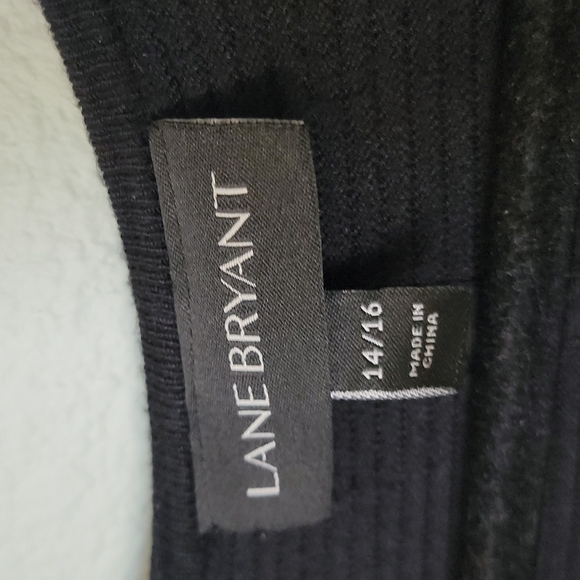 LANE BRYANT
14/16
MADE IN
CHINA